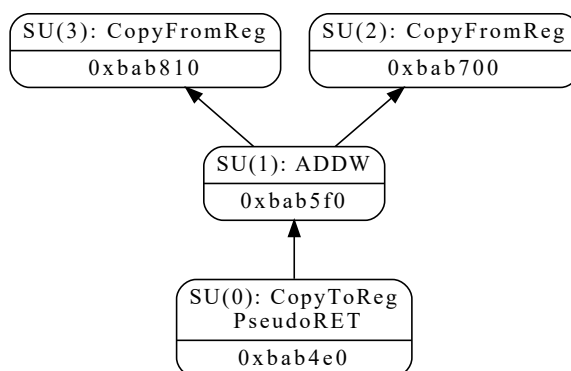 SU(3): CopyFromReg
0xbab810
SU(2): CopyFromReg
0xbab700
SU(1): ADDW
0xbab5f0
SU(0): CopyToReg
PseudoRET
0xbab4e0